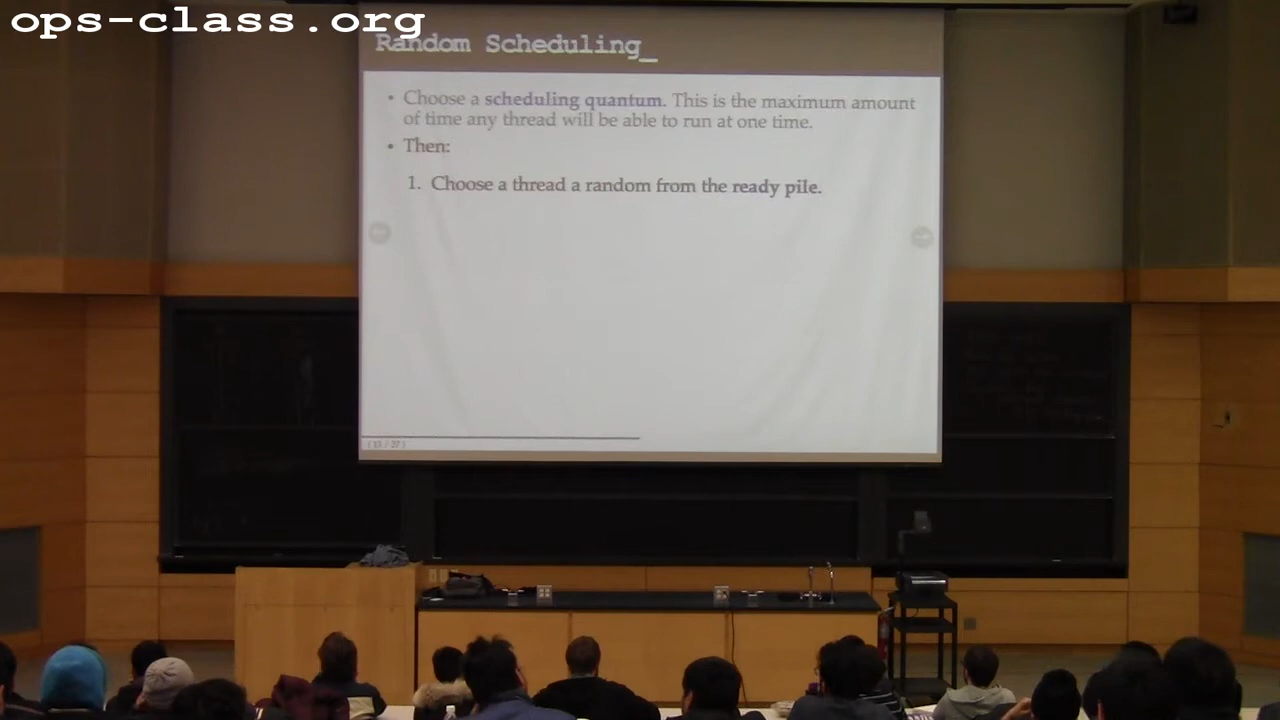 ops-class.org
Random Scheduling_
• Choose a scheduling quantum. This is the maximum amount
of time any thread will be able to run at one time.
• Then:
1. Choose a thread a random from the ready pile.